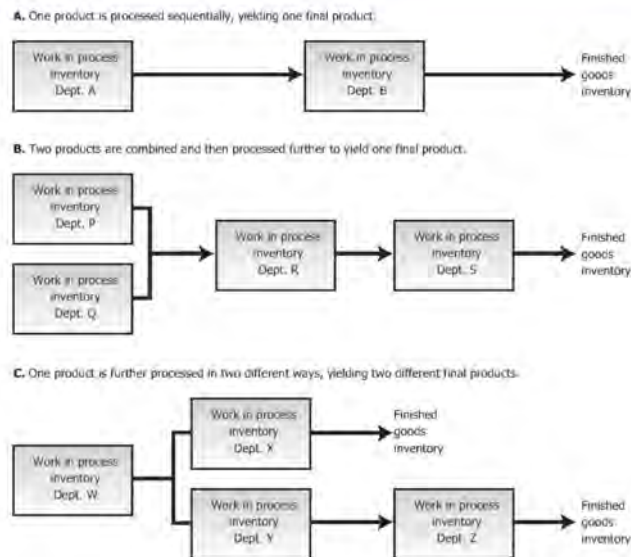 A. One product is processed sequentially, yielding one final product.
Work in process
inventory
Dept. A
Work in process
inventory
Dept. B
Finished
goods
inventory
B. Two products are combined and then processed further to yield one final product.
Work in process
inventory
Dept. P
Work in process
inventory
Dept. Q
Work in process
inventory
Dept. R
Work in process
inventory
Dept. S
Finished
goods
inventory
C. One product is further processed in two different ways, yielding two different final products.
Work in process
inventory
Dept. W
Work in process
inventory
Dept. X
Finished
goods
inventory
Work in process
inventory
Dept. Y
Work in process
inventory
Dept. Z
Finished
goods
inventory